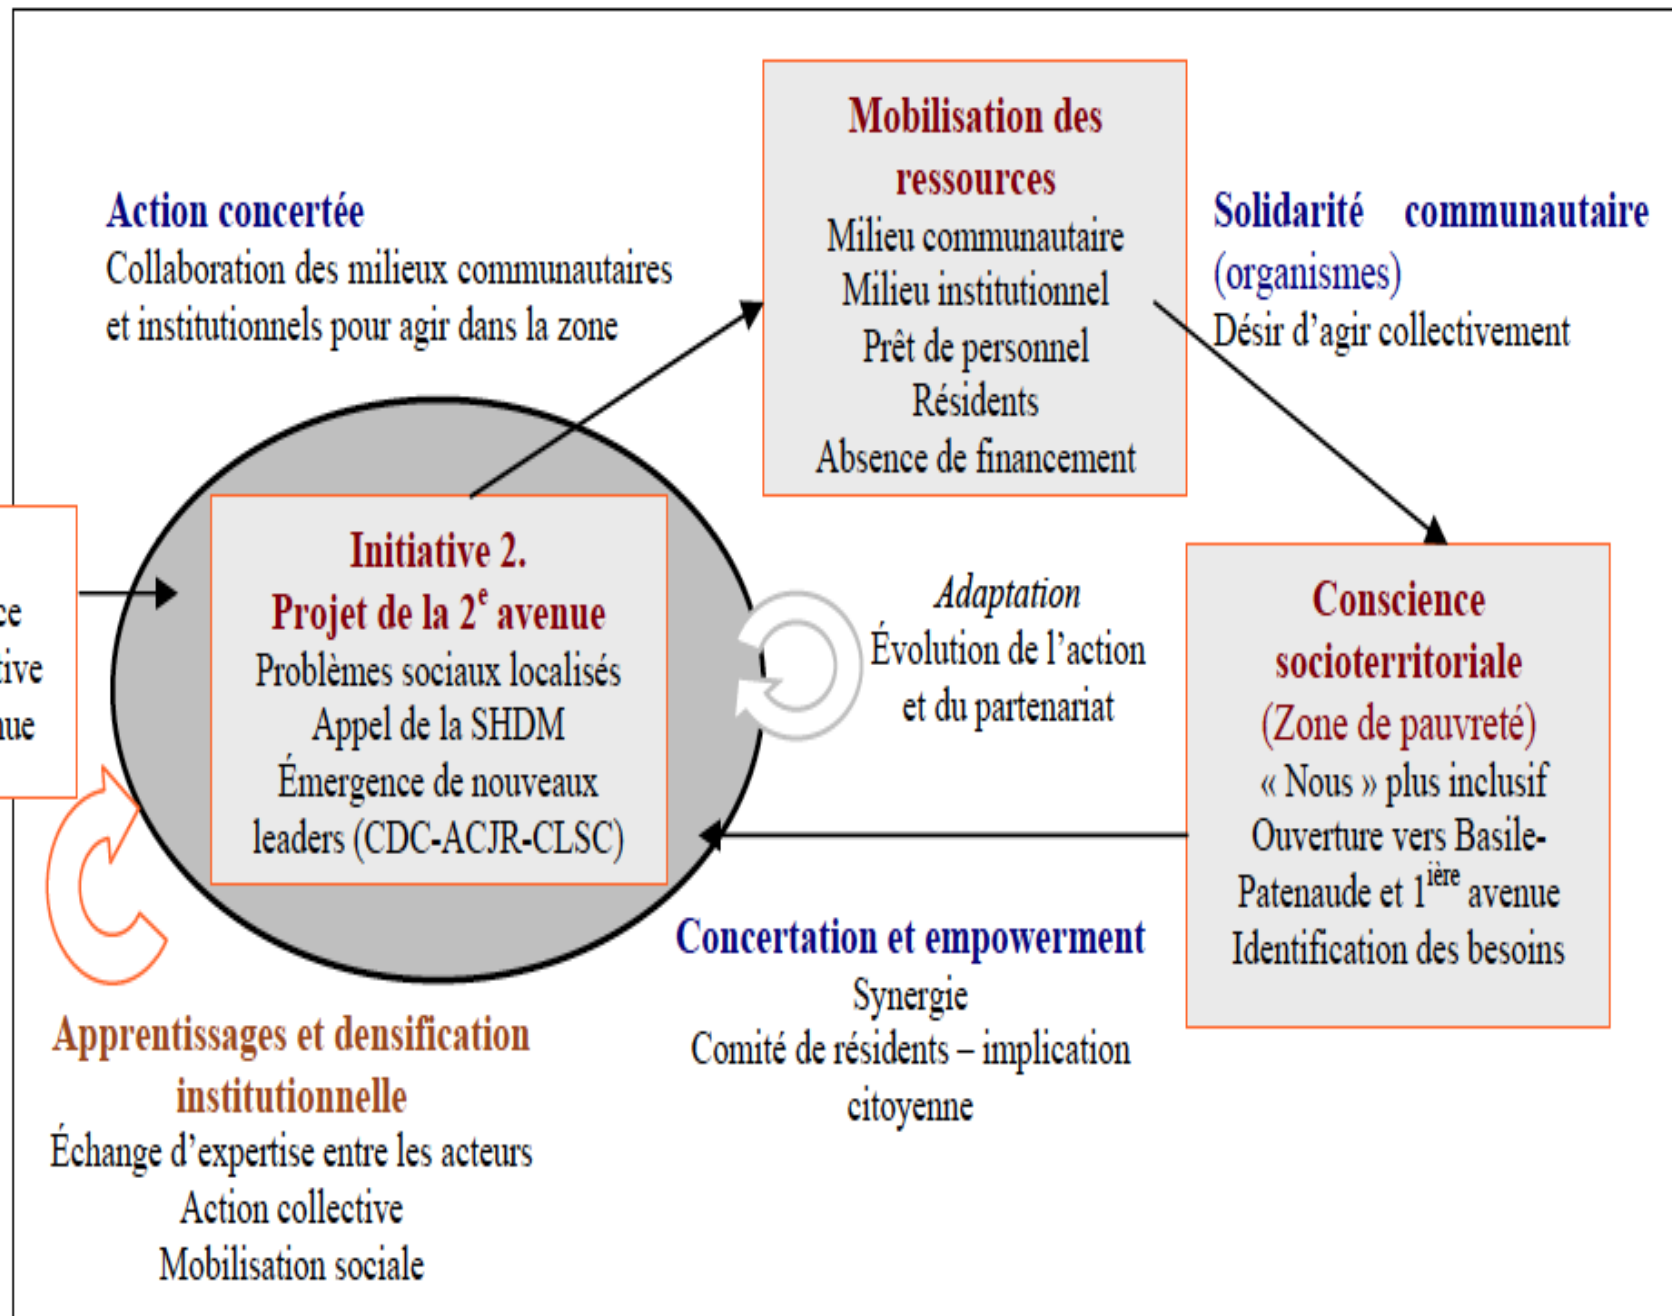 Mobilisation des
ressources
Milieu communautaire
Milieu institutionnel
Prêt de personnel
Résidents
Absence de financement
Action concertée
Collaboration des milieux communautaires
et institutionnels pour agir dans la zone
Solidarité communautaire
(organismes)
Désir d’agir collectivement
Initiative 2.
Projet de la 2e avenue
Problèmes sociaux localisés
Appel de la SHDM
Émergence de nouveaux
leaders (CDC-ACJR-CLSC)
Adaptation
Évolution de l’action
et du partenariat
Conscience
socioterritoriale
(Zone de pauvreté)
« Nous » plus inclusif
Ouverture vers Basile-
Patenaude et 1ière avenue
Identification des besoins
Concertation et empowerment
Synergie
Comité de résidents – implication
citoyenne
Apprentissages et densification
institutionnelle
Échange d’expertise entre les acteurs
Action collective
Mobilisation sociale